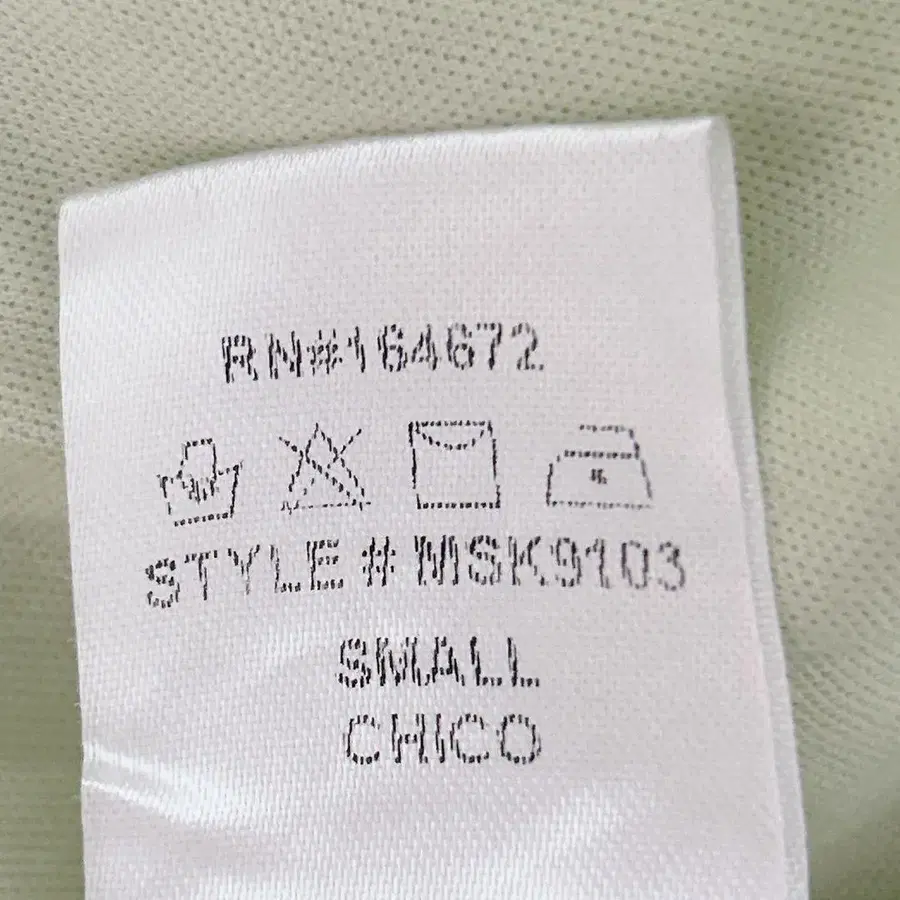 RN#164672
STYLE # MSK9103
SMALL
CHICO